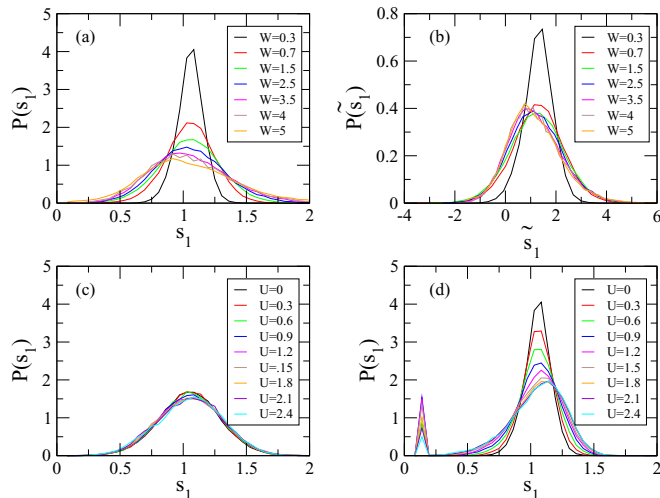 (a)
W=0.3
W=0.7
W=1.5
W=2.5
W=3.5
W=4
W=5
P(s₁)
5
4
3
2
1
0
0 0.5 1 1.5 2
s₁
(b)
W=0.3
W=0.7
W=1.5
W=2.5
W=3.5
W=4
W=5
P(s̃₁)
0.8
0.6
0.4
0.2
0
-4 -2 0 2 4 6
s̃₁
(c)
U=0
U=0.3
U=0.6
U=0.9
U=1.2
U=.15
U=1.8
U=2.1
U=2.4
P(s₁)
5
4
3
2
1
0
0 0.5 1 1.5 2
s₁
(d)
U=0
U=0.3
U=0.6
U=0.9
U=1.2
U=1.5
U=1.8
U=2.1
U=2.4
P(s₁)
5
4
3
2
1
0
0 0.5 1 1.5 2
s₁